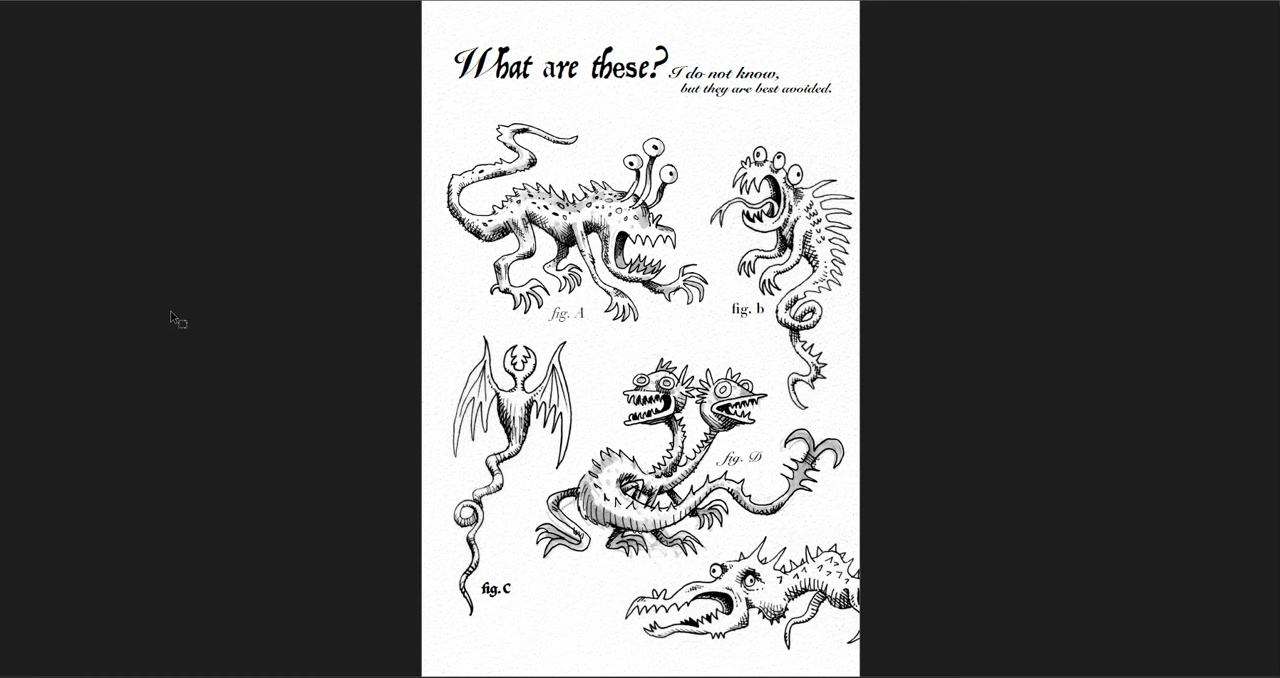 What are these? I do not know,
but they are best avoided.
fig. A
fig. b
fig. D
fig. C